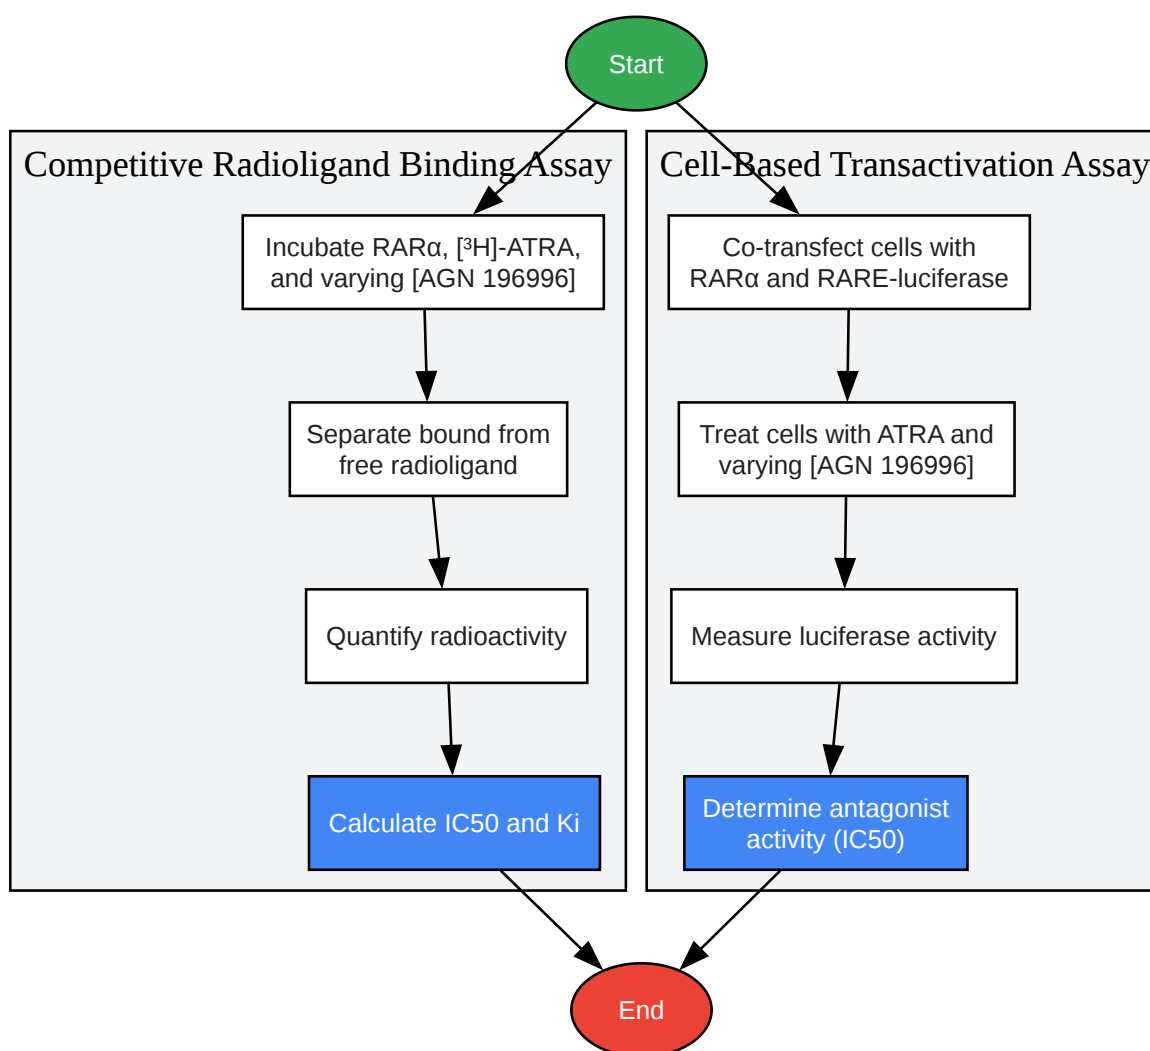 Start
Competitive Radioligand Binding Assay
Incubate RARα, [³H]-ATRA,
and varying [AGN 196996]
Separate bound from
free radioligand
Quantify radioactivity
Calculate IC50 and Ki
Cell-Based Transactivation Assay
Co-transfect cells with
RARα and RARE-luciferase
Treat cells with ATRA and
varying [AGN 196996]
Measure luciferase activity
Determine antagonist
activity (IC50)
End